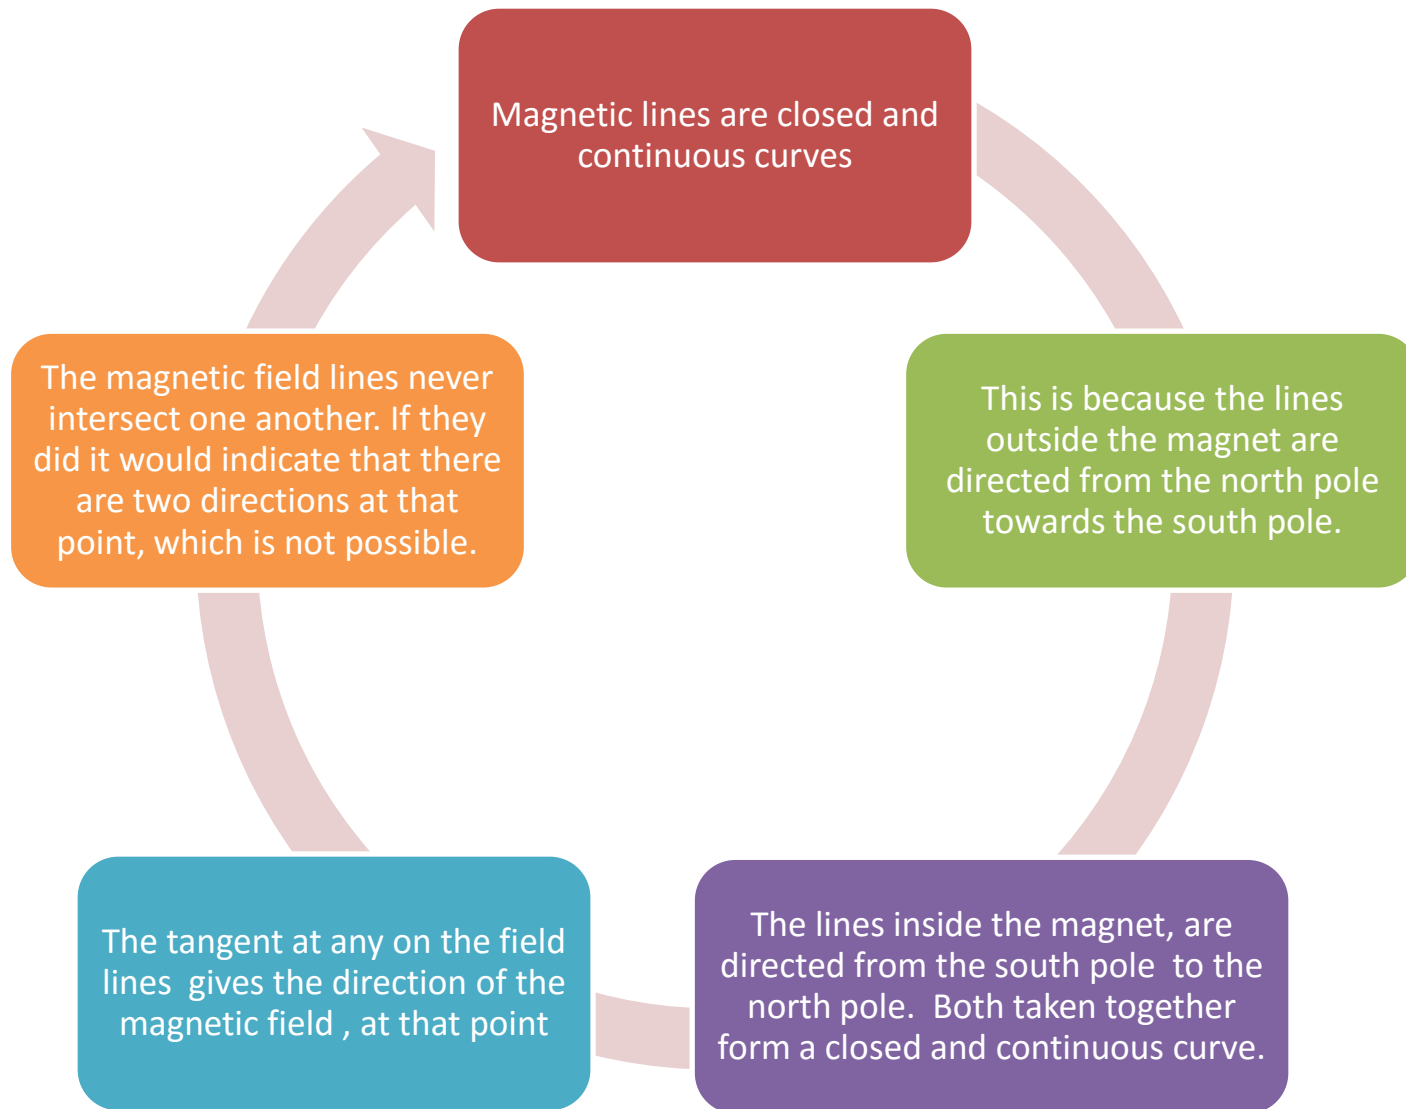 Magnetic lines are closed and
continuous curves
This is because the lines
outside the magnet are
directed from the north pole
towards the south pole.
The lines inside the magnet, are
directed from the south pole  to the
north pole.  Both taken together
form a closed and continuous curve.
The tangent at any on the field
lines  gives the direction of the
magnetic field , at that point
The magnetic field lines never
intersect one another. If they
did it would indicate that there
are two directions at that
point, which is not possible.